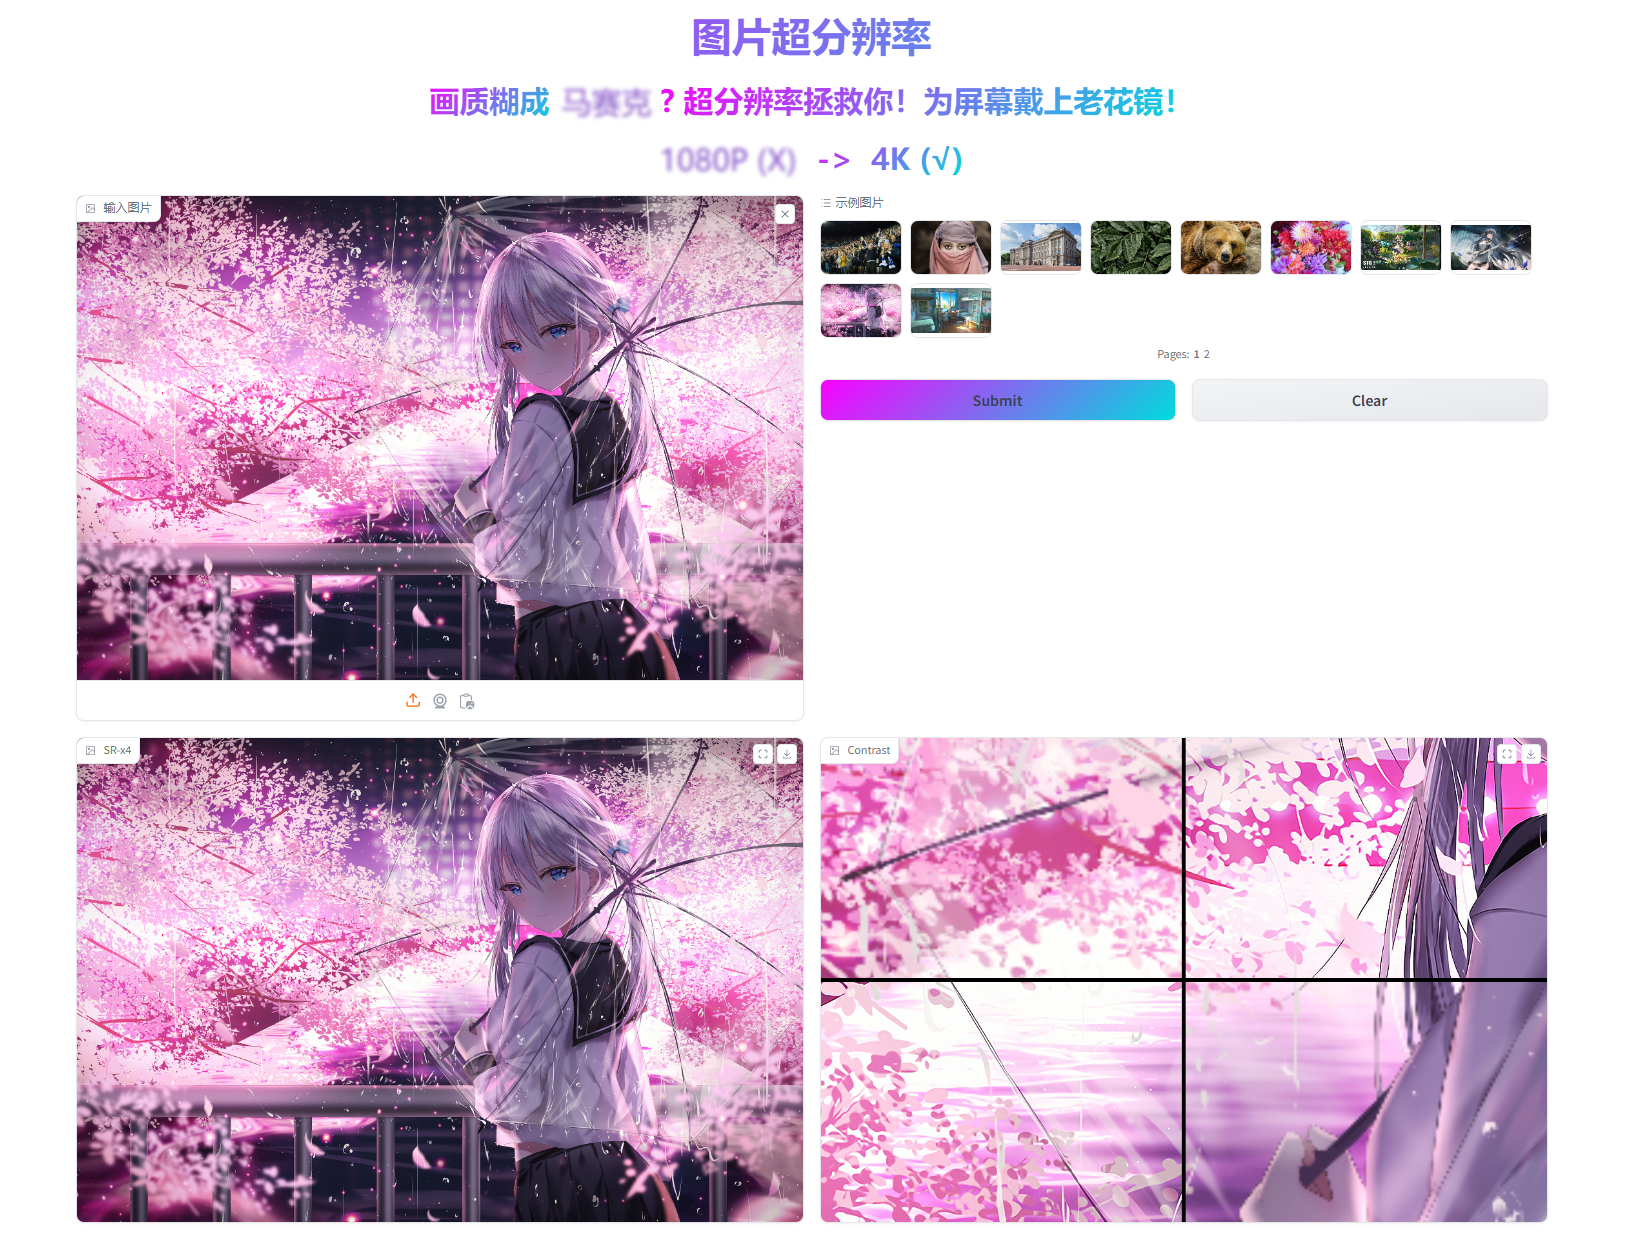 图片超分辨率
画质糊成 马赛克 ? 超分辨率拯救你！为屏幕戴上老花镜！
1080P (X) -> 4K (√)
输入图片
示例图片
Pages: 1 2
Submit
Clear
SR-x4
Contrast